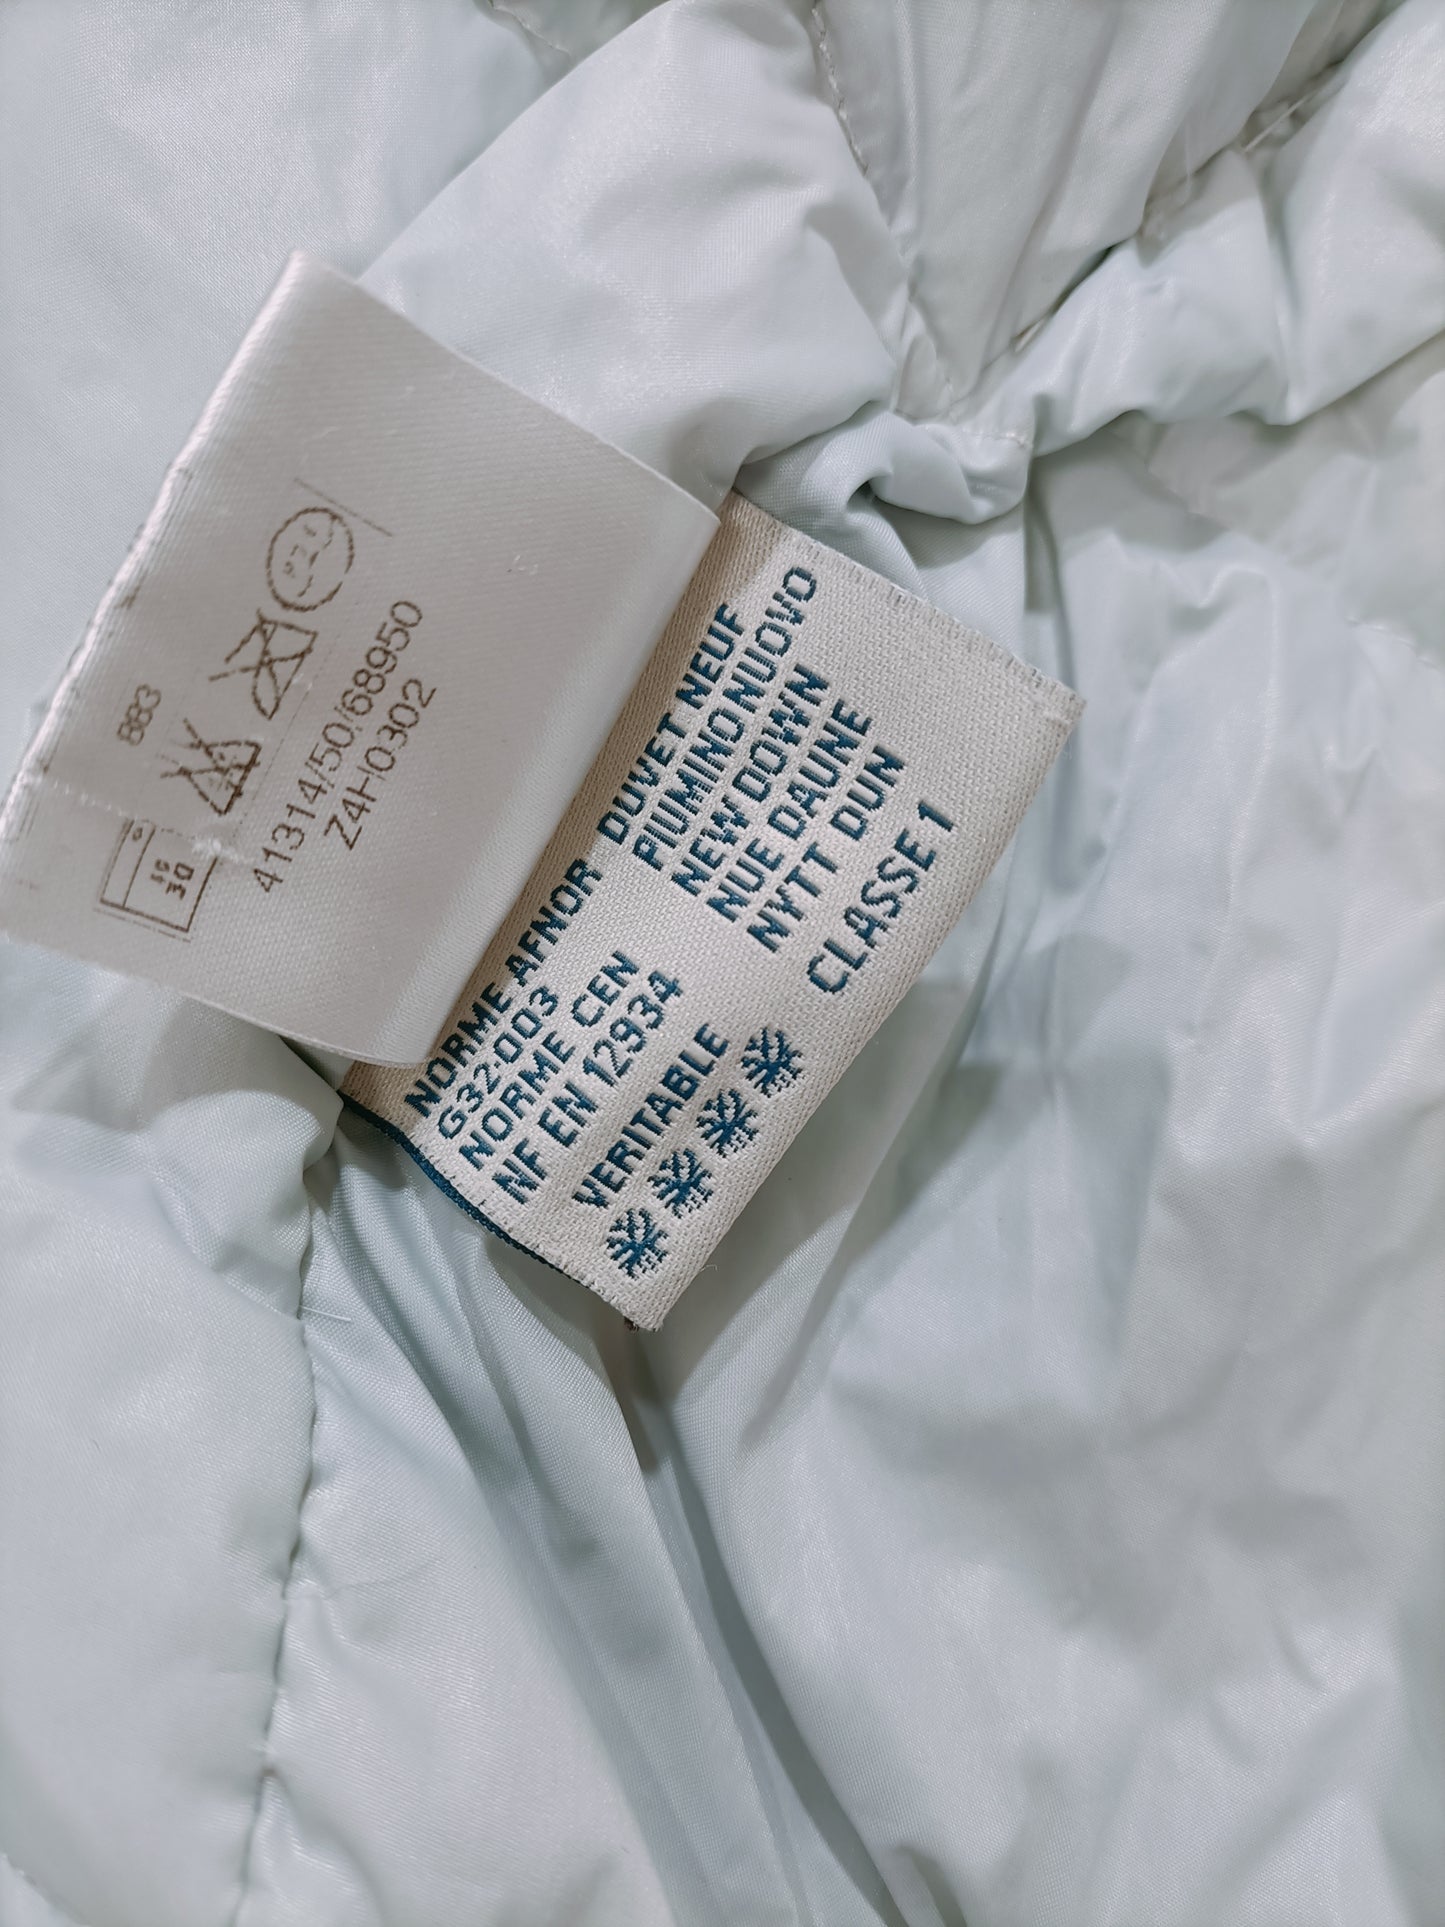 883
41314/50/68950
Z4H0302
NORME AFNOR
G32-003
NORME CEN
NF EN 12934
VERITABLE
DUVET NEUF
PIUMINO NUOVO
NEW DOWN
NUE DAUNE
NYTT DUN
CLASSE 1